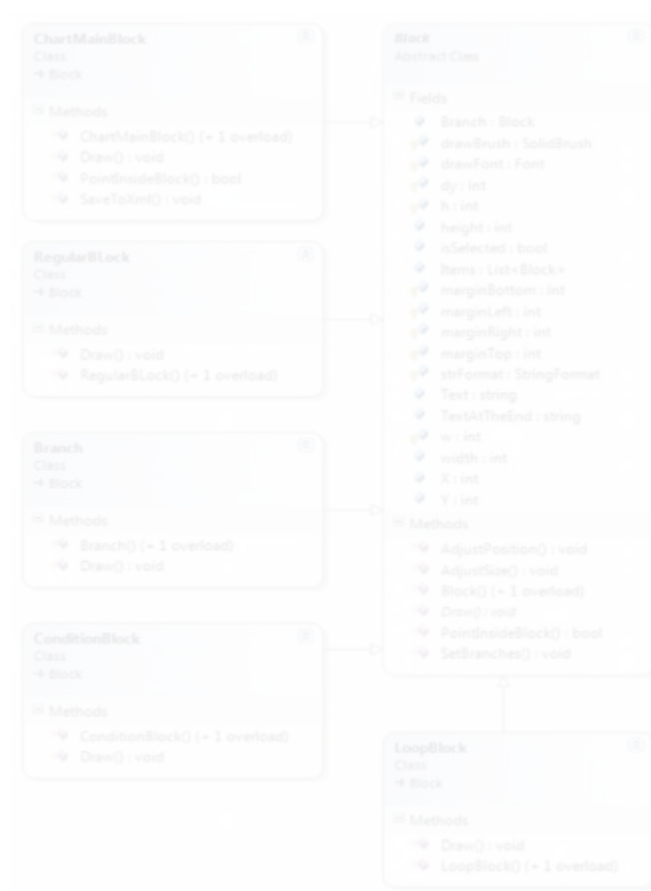 ChartMainBlock
Class
→ Block
Methods
ChartMainBlock() (+ 1 overload)
Draw() : void
PointInsideBlock() : bool
SaveToXml() : void
RegularBLock
Class
→ Block
Methods
Draw() : void
RegularBLock() (+ 1 overload)
Branch
Class
→ Block
Methods
Branch() (+ 1 overload)
Draw() : void
ConditionBlock
Class
→ Block
Methods
ConditionBlock() (+ 1 overload)
Draw() : void
Block
Abstract Class
Fields
Branch : Block
drawBrush : SolidBrush
drawFont : Font
dy : int
h : int
height : int
isSelected : bool
Items : List<Block>
marginBottom : int
marginLeft : int
marginRight : int
marginTop : int
strFormat : StringFormat
Text : string
TextAtTheEnd : string
w : int
width : int
X : int
Y : int
Methods
AdjustPosition() : void
AdjustSize() : void
Block() (+ 1 overload)
Draw() : void
PointInsideBlock() : bool
SetBranches() : void
LoopBlock
Class
→ Block
Methods
Draw() : void
LoopBlock() (+ 1 overload)